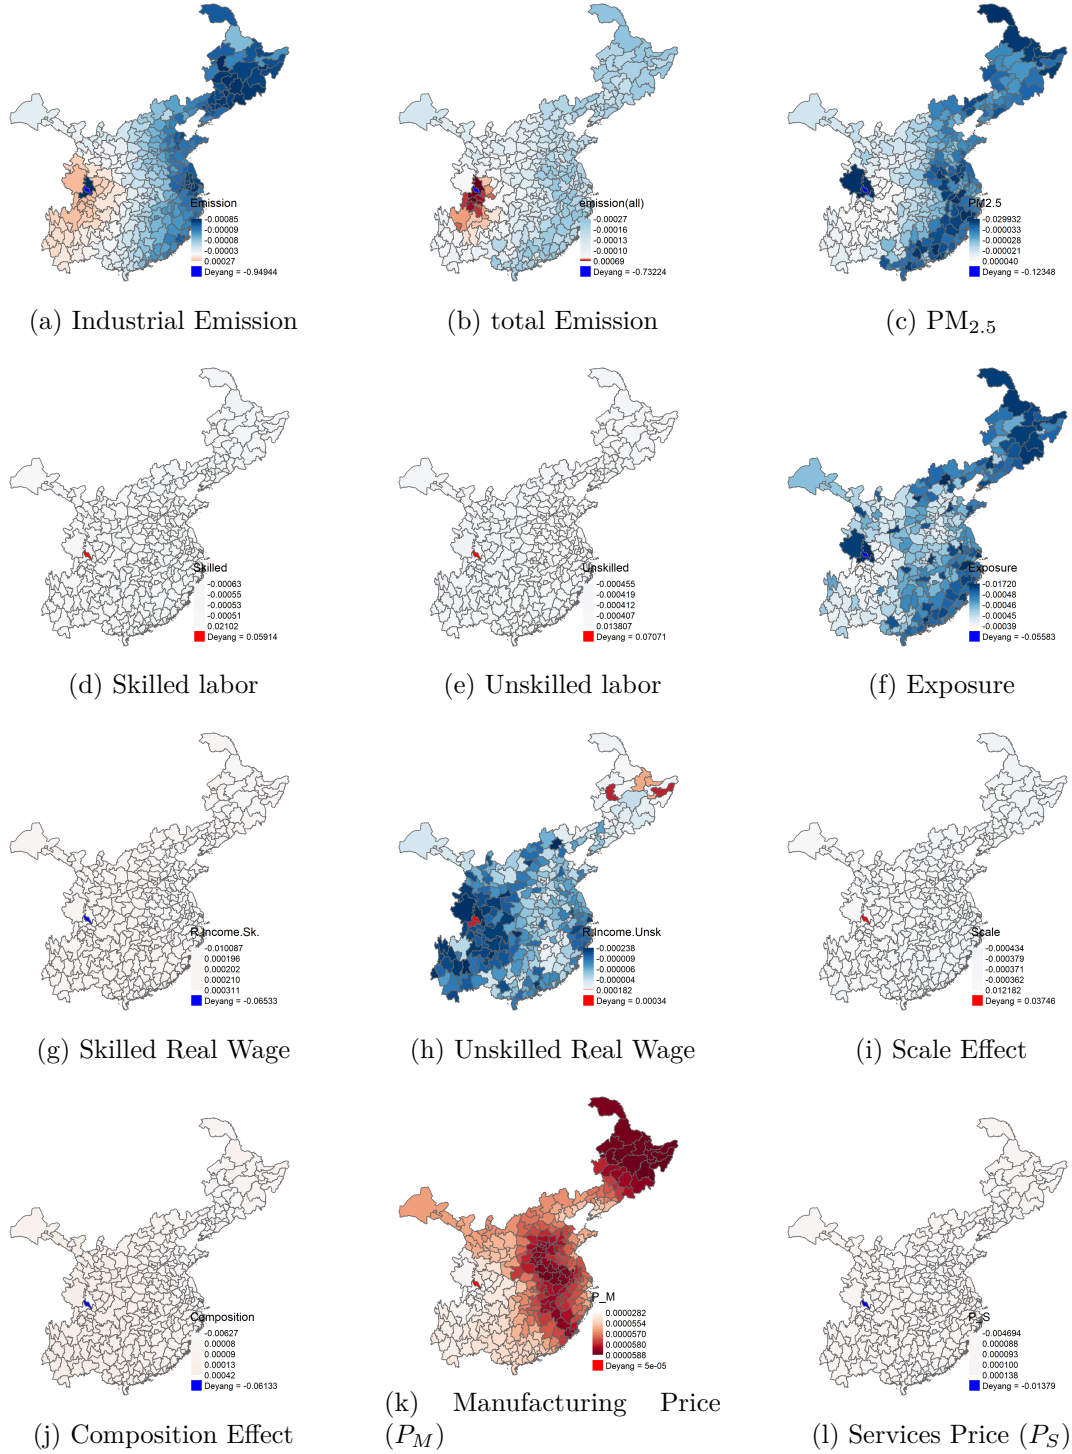 Emission
-0.00085
-0.00009
-0.00008
-0.00003
0.00027
Deyang = -0.94944
(a) Industrial Emission
emission(all)
-0.00027
-0.00016
-0.00013
-0.00010
0.00069
Deyang = -0.73224
(b) total Emission
PM2.5
-0.029932
-0.000033
-0.000028
-0.000021
0.000040
Deyang = -0.12348
(c) PM2.5
Skilled
-0.00063
-0.00055
-0.00053
-0.00051
0.02102
Deyang = 0.05914
(d) Skilled labor
Unskilled
-0.000455
-0.000419
-0.000412
-0.000407
0.013807
Deyang = 0.07071
(e) Unskilled labor
Exposure
-0.01720
-0.00048
-0.00046
-0.00045
-0.00039
Deyang = -0.05583
(f) Exposure
R.Income.Sk.
-0.010087
0.000196
0.000202
0.000210
0.000311
Deyang = -0.06533
(g) Skilled Real Wage
R.Income.Unsk
-0.000238
-0.000009
-0.000006
-0.000004
0.000182
Deyang = 0.00034
(h) Unskilled Real Wage
Scale
-0.000434
-0.000379
-0.000371
-0.000362
0.012182
Deyang = 0.03746
(i) Scale Effect
Composition
-0.00627
0.00008
0.00009
0.00013
0.00042
Deyang = -0.06133
(j) Composition Effect
P_M
0.0000282
0.0000554
0.0000570
0.0000580
0.0000588
Deyang = 5e-05
(k) Manufacturing Price
(P_M)
P_S
-0.004694
0.000088
0.000093
0.000100
0.000138
Deyang = -0.01379
(l) Services Price (P_S)